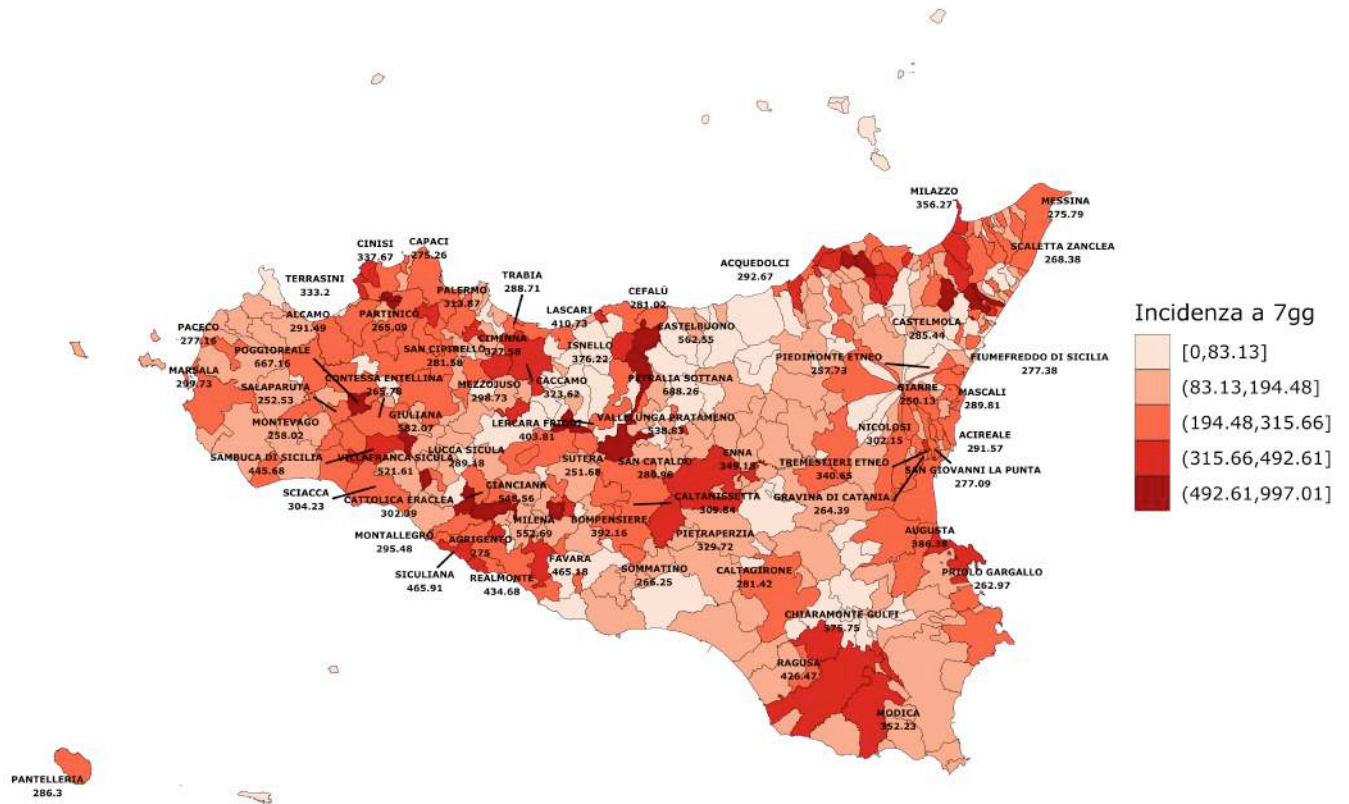 MILAZZO
356.27
MESSINA
275.79
SCALETTA ZANCLEA
268.38
CINISI
337.67
CAPACI
275.26
ACQUEDOLCI
292.67
TERRASINI
333.2
TRABIA
288.71
CEFALÙ
281.02
PALERMO
313.87
LASCARI
410.73
Incidenza a 7gg
[0,83.13]
(83.13,194.48]
(194.48,315.66]
(315.66,492.61]
(492.61,997.01]
ALCAMO
291.49
PARTINICO
265.09
PACECO
277.16
CASTELBUONO
562.55
CASTELMOLA
285.44
CIMINNA
327.58
ISNELLO
376.22
POGGIOREALE
667.16
SAN CIPIRELLO
281.58
PIEDIMONTE ETNEO
257.73
FIUMEFREDDO DI SICILIA
277.38
MARSALA
299.73
SALAPARUTA
252.53
CONTESSA ENTELLINA
265.78
MEZZOJUSO
298.73
CACCAMO
323.62
PETRALIA SOTTANA
688.26
GIARRE
250.13
MASCALI
289.81
MONTEVAGO
258.02
GIULIANA
582.07
LERCARA FRIDDI
403.81
VALLELUNGA PRATAMENO
538.83
NICOLOSI
302.15
ACIREALE
291.57
SAMBUCA DI SICILIA
445.68
VILLAFRANCA SICULA
521.61
LUCCA SICULA
289.18
SUTERA
251.68
SAN CATALDO
280.96
ENNA
349.18
TREMESTIERI ETNEO
340.65
SAN GIOVANNI LA PUNTA
277.09
SCIACCA
304.23
CATTOLICA ERACLEA
302.39
CIANCIANA
548.56
CALTANISSETTA
309.84
GRAVINA DI CATANIA
264.39
MONTALLEGRO
295.48
AGRIGENTO
275
MILENA
552.69
BOMPENSIERE
392.16
PIETRAPERZIA
329.72
AUGUSTA
386.38
SICULIANA
465.91
REALMONTE
434.68
FAVARA
465.18
SOMMATINO
266.25
CALTAGIRONE
281.42
PRIOLO GARGALLO
262.97
CHIARAMONTE GULFI
375.75
RAGUSA
426.47
MODICA
352.23
PANTELLERIA
286.3